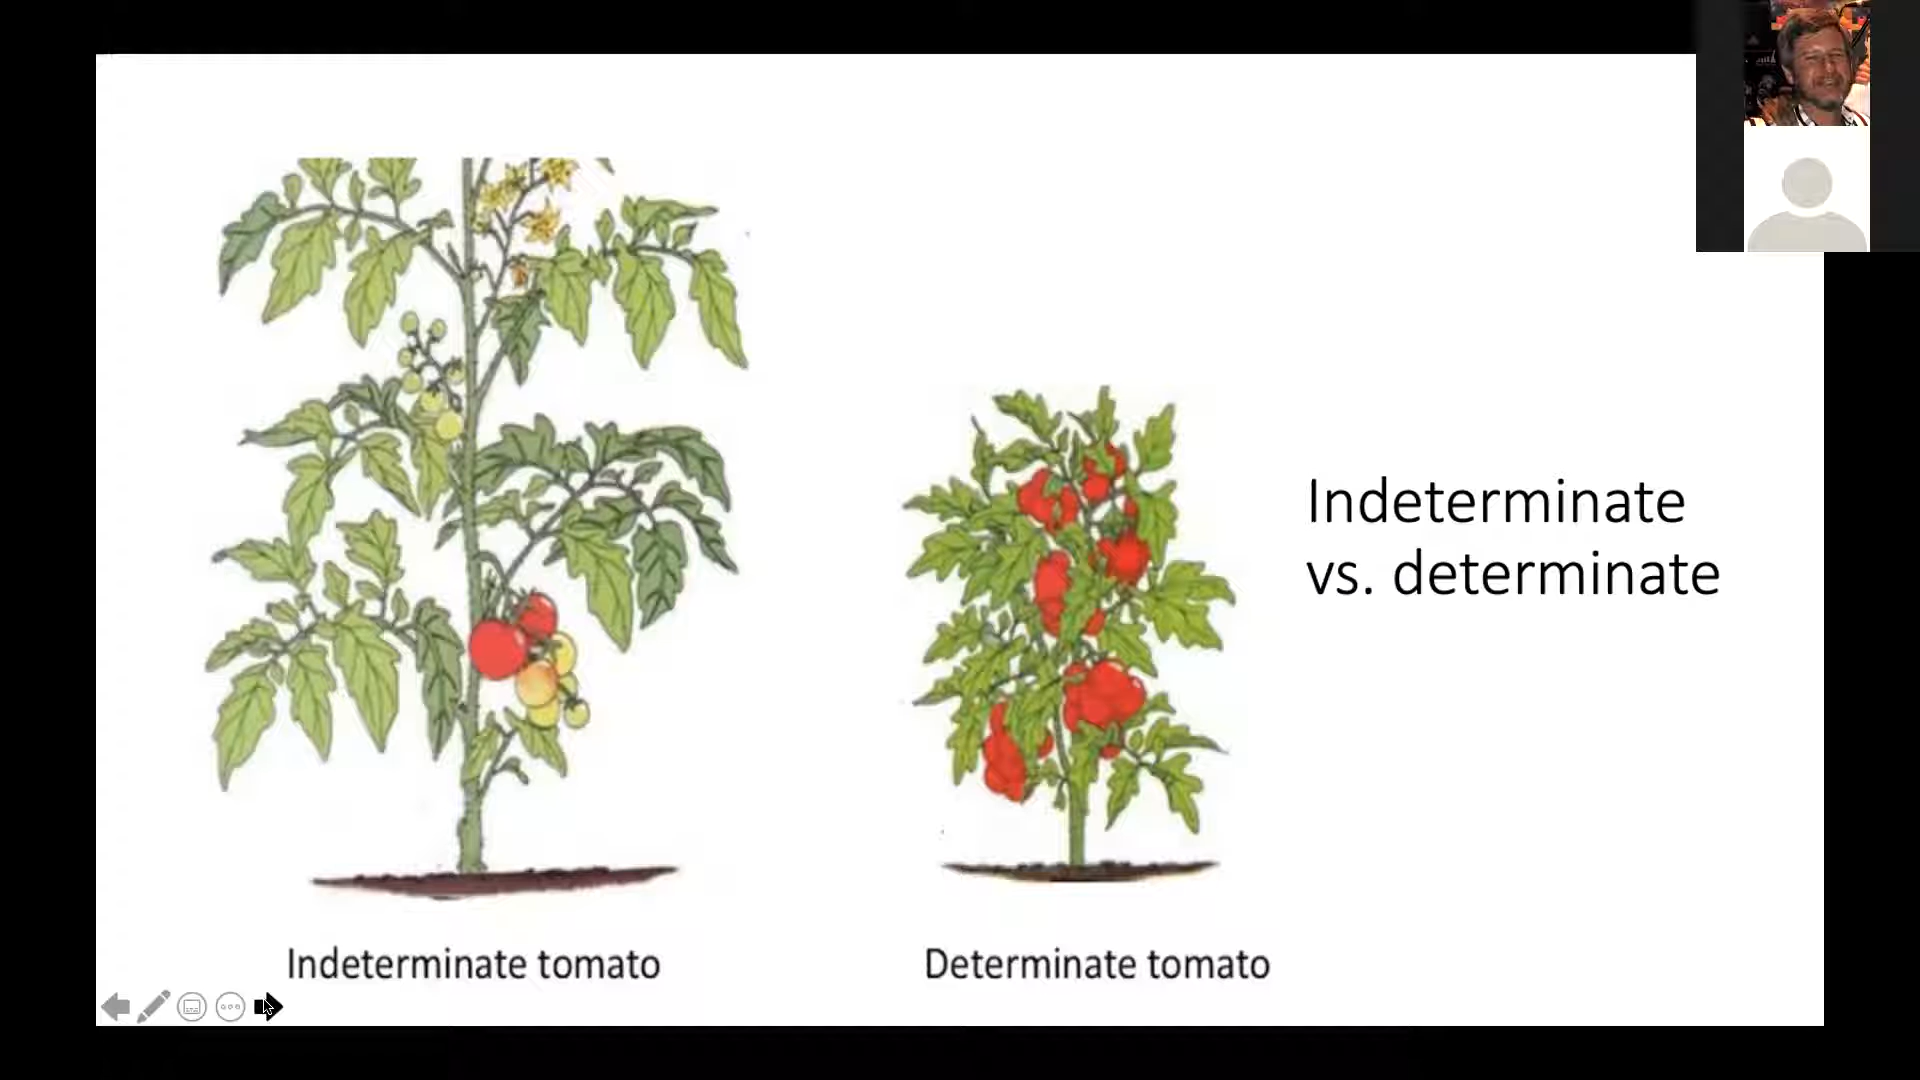 Indeterminate
vs. determinate
Indeterminate tomato
Determinate tomato